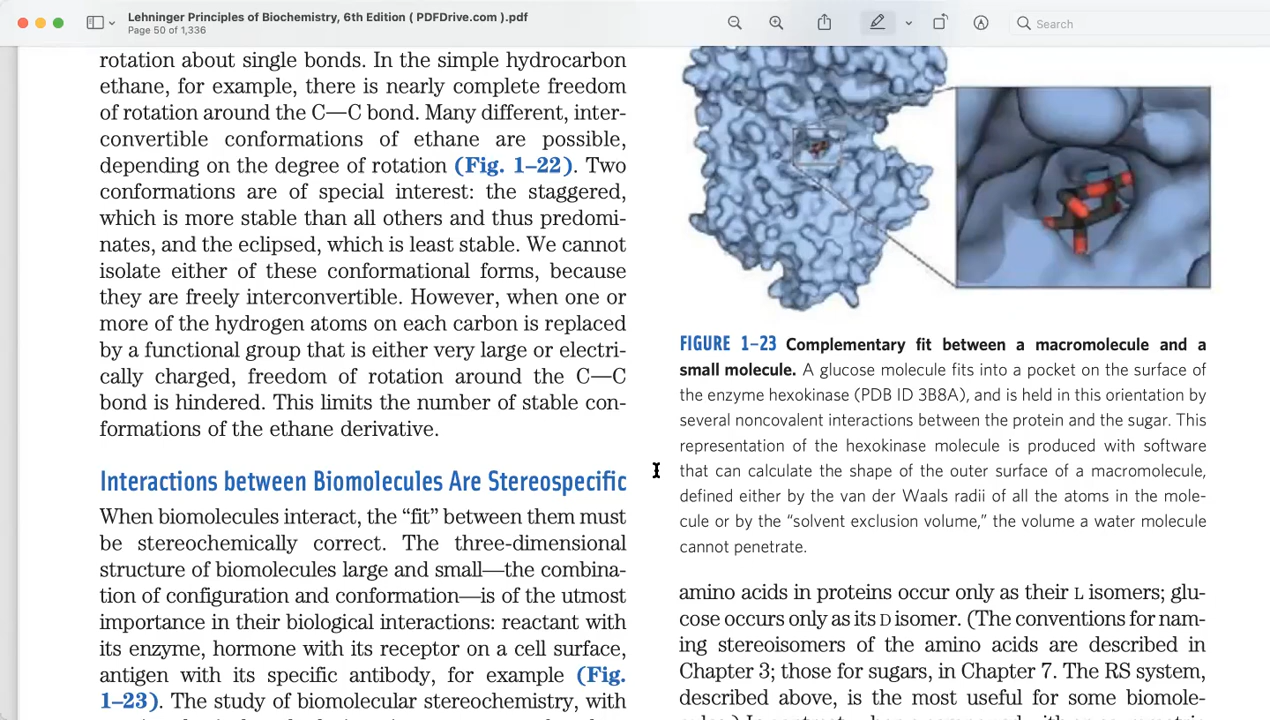 Lehninger Principles of Biochemistry, 6th Edition ( PDFDrive.com ).pdf
Page 50 of 1,336
Search
rotation about single bonds. In the simple hydrocarbon
ethane, for example, there is nearly complete freedom
of rotation around the C—C bond. Many different, inter-
convertible conformations of ethane are possible,
depending on the degree of rotation (Fig. 1–22). Two
conformations are of special interest: the staggered,
which is more stable than all others and thus predomi-
nates, and the eclipsed, which is least stable. We cannot
isolate either of these conformational forms, because
they are freely interconvertible. However, when one or
more of the hydrogen atoms on each carbon is replaced
by a functional group that is either very large or electri-
cally charged, freedom of rotation around the C—C
bond is hindered. This limits the number of stable con-
formations of the ethane derivative.
Interactions between Biomolecules Are Stereospecific
When biomolecules interact, the “fit” between them must
be stereochemically correct. The three-dimensional
structure of biomolecules large and small—the combina-
tion of configuration and conformation—is of the utmost
importance in their biological interactions: reactant with
its enzyme, hormone with its receptor on a cell surface,
antigen with its specific antibody, for example (Fig.
1–23). The study of biomolecular stereochemistry, with
FIGURE 1–23 Complementary fit between a macromolecule and a
small molecule. A glucose molecule fits into a pocket on the surface of
the enzyme hexokinase (PDB ID 3B8A), and is held in this orientation by
several noncovalent interactions between the protein and the sugar. This
representation of the hexokinase molecule is produced with software
that can calculate the shape of the outer surface of a macromolecule,
defined either by the van der Waals radii of all the atoms in the mole-
cule or by the “solvent exclusion volume,” the volume a water molecule
cannot penetrate.
amino acids in proteins occur only as their L isomers; glu-
cose occurs only as its D isomer. (The conventions for nam-
ing stereoisomers of the amino acids are described in
Chapter 3; those for sugars, in Chapter 7. The RS system,
described above, is the most useful for some biomole-